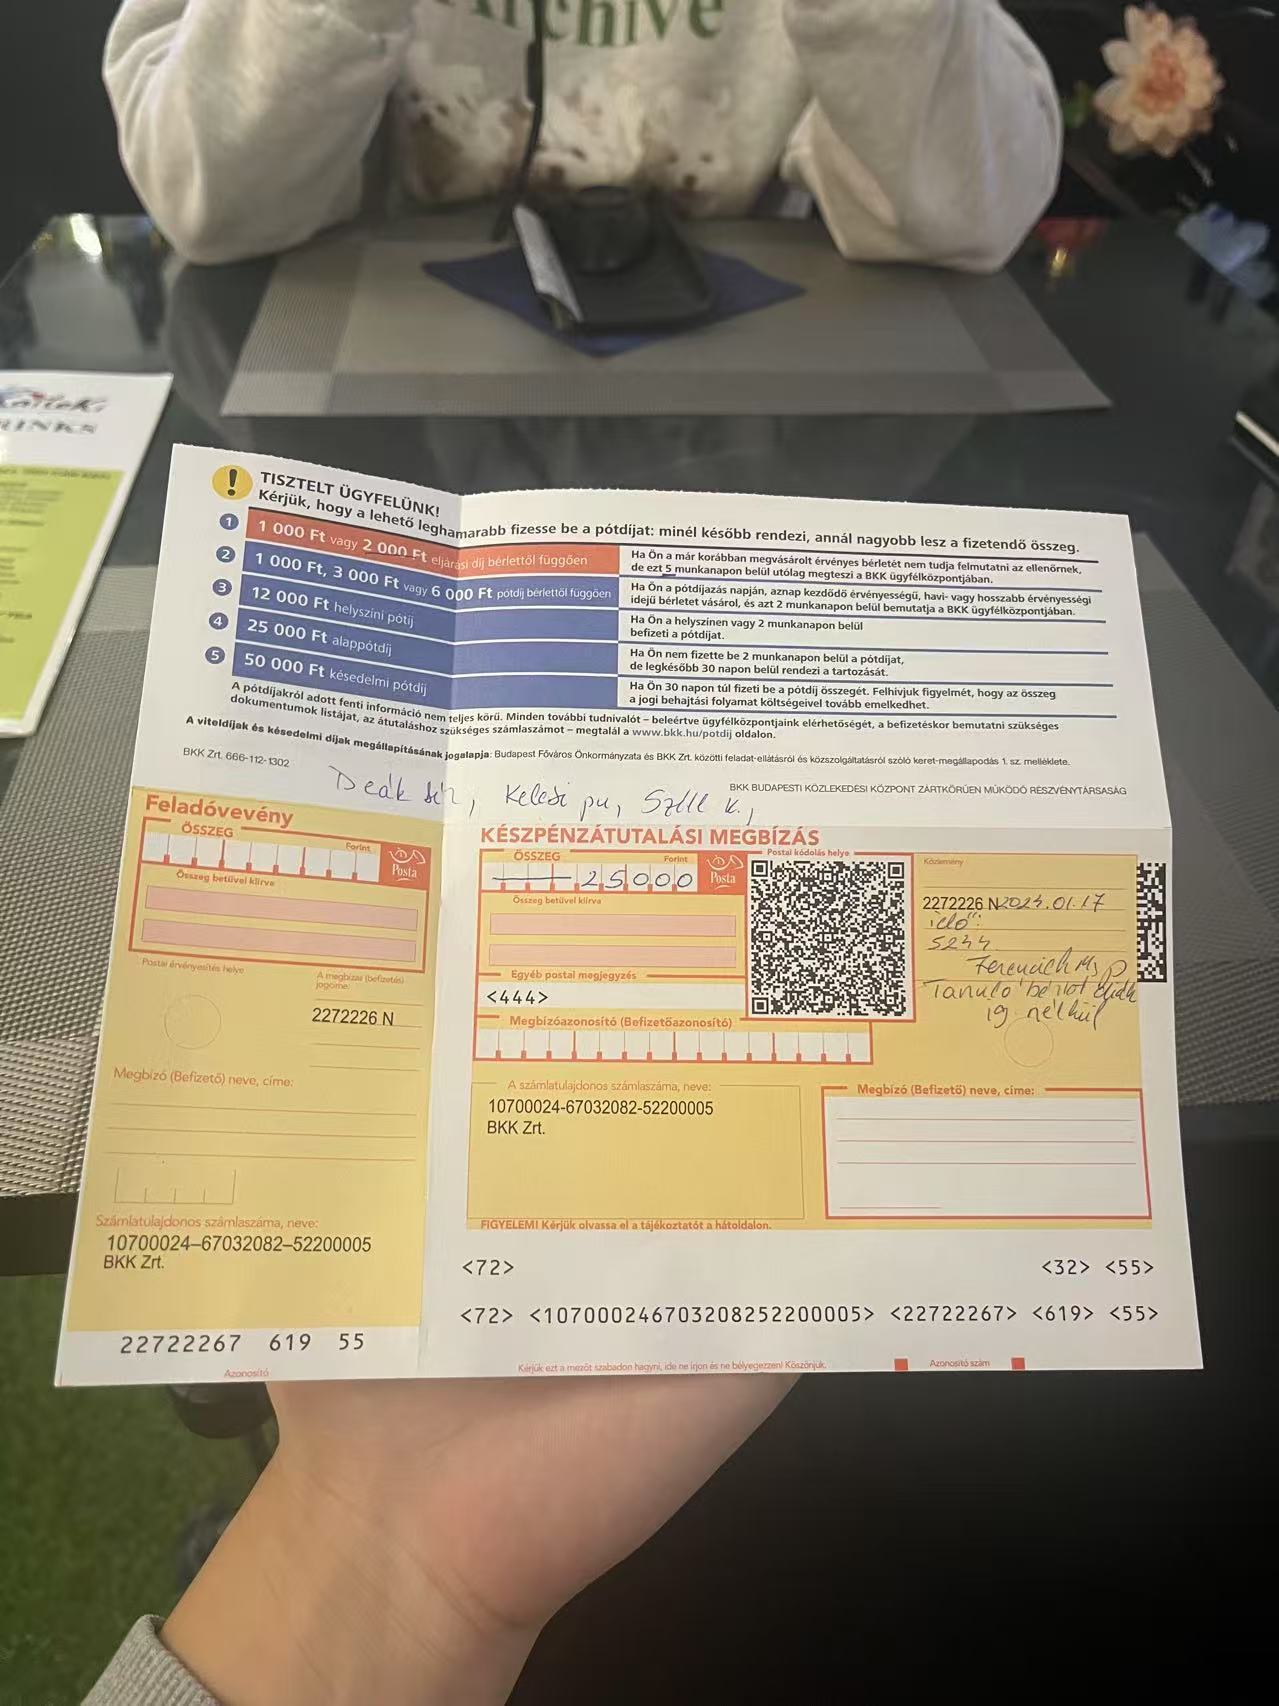 Archive
DRINKS
TISZTELT ÜGYFELÜNK!
Kérjük, hogy a lehető leghamarabb fizesse be a pótdíjat: minél később rendezi, annál nagyobb lesz a fizetendő összeg.
1 1 000 Ft vagy 2 000 Ft eljárási díj bérlettől függően
Ha Ön a már korábban megvásárolt érvényes bérletét nem tudja felmutatni az ellenőrnek,
de ezt 5 munkanapon belül utólag megteszi a BKK ügyfélközpontjában.
2 1 000 Ft, 3 000 Ft vagy 6 000 Ft pótdíj bérlettől függően
Ha Ön a pótdíjazás napján, aznap kezdődő érvényességű, havi- vagy hosszabb érvényességi
idejű bérletet vásárol, és azt 2 munkanapon belül bemutatja a BKK ügyfélközpontjában.
3 12 000 Ft helyszíni pótij
Ha Ön a helyszínen vagy 2 munkanapon belül
befizeti a pótdíjat.
4 25 000 Ft alappótdíj
Ha Ön nem fizette be 2 munkanapon belül a pótdíjat,
de legkésőbb 30 napon belül rendezi a tartozását.
5 50 000 Ft késedelmi pótdíj
Ha Ön 30 napon túl fizeti be a pótdíj összegét. Felhívjuk figyelmét, hogy az összeg
a jogi behajtási folyamat költségeivel tovább emelkedhet.
A pótdíjakról adott fenti információ nem teljes körű. Minden további tudnivalót – beleértve ügyfélközpontjaink elérhetőségét, a befizetéskor bemutatni szükséges
dokumentumok listáját, az átutaláshoz szükséges számlaszámot – megtalál a www.bkk.hu/potdij oldalon.
A viteldíjak és késedelmi díjak megállapításának jogalapja: Budapest Főváros Önkormányzata és BKK Zrt. közötti feladat-ellátásról és közszolgáltatásról szóló keret-megállapodás 1. sz. melléklete.
BKK Zrt. 666-112-1302
BKK BUDAPESTI KÖZLEKEDÉSI KÖZPONT ZÁRTKÖRŰEN MŰKÖDŐ RÉSZVÉNYTÁRSASÁG
Deák tér, Keleti pu, Széll k.,
Feladóvevény
ÖSSZEG
Forint
Posta
Összeg betűvel kiírva
Postai érvényesítés helye
A megbízás (befizetés)
jogcíme:
2272226 N
Megbízó (Befizető) neve, címe:
Számlatulajdonos számlaszáma, neve:
10700024–67032082–52200005
BKK Zrt.
22722267 619 55
Azonosító
KÉSZPÉNZÁTUTALÁSI MEGBÍZÁS
ÖSSZEG
Forint
25000
Posta
Postai kódolás helye
Összeg betűvel kiírva
Egyéb postai megjegyzés
<444>
Megbízóazonosító (Befizetőazonosító)
Közlemény
2272226 N 2023.01.17
idő:
Tanuló bérlet diák
ig nélkül
A számlatulajdonos számlaszáma, neve:
10700024-67032082-52200005
BKK Zrt.
Megbízó (Befizető) neve, címe:
FIGYELEM! Kérjük olvassa el a tájékoztatót a hátoldalon.
<72> <32> <55>
<72> <107000246703208252200005> <22722267> <619> <55>
Kérjük ezt a mezőt szabadon hagyni, ide ne írjon és ne bélyegezzen! Köszönjük.
Azonosító szám